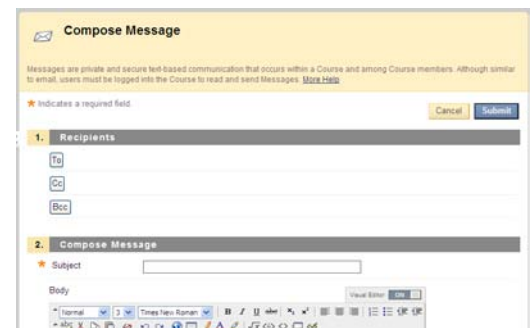 Compose Message
Messages are private and secure text-based communication that occurs within a Course and among Course members. Although similar
to email, users must be logged into the Course to read and send Messages. More Help
Indicates a required field.
Cancel Submit
1. Recipients
To
Cc
Bcc
2. Compose Message
Subject
Body
Visual Editor ON
Normal 3 Times New Roman B I U abc
abc